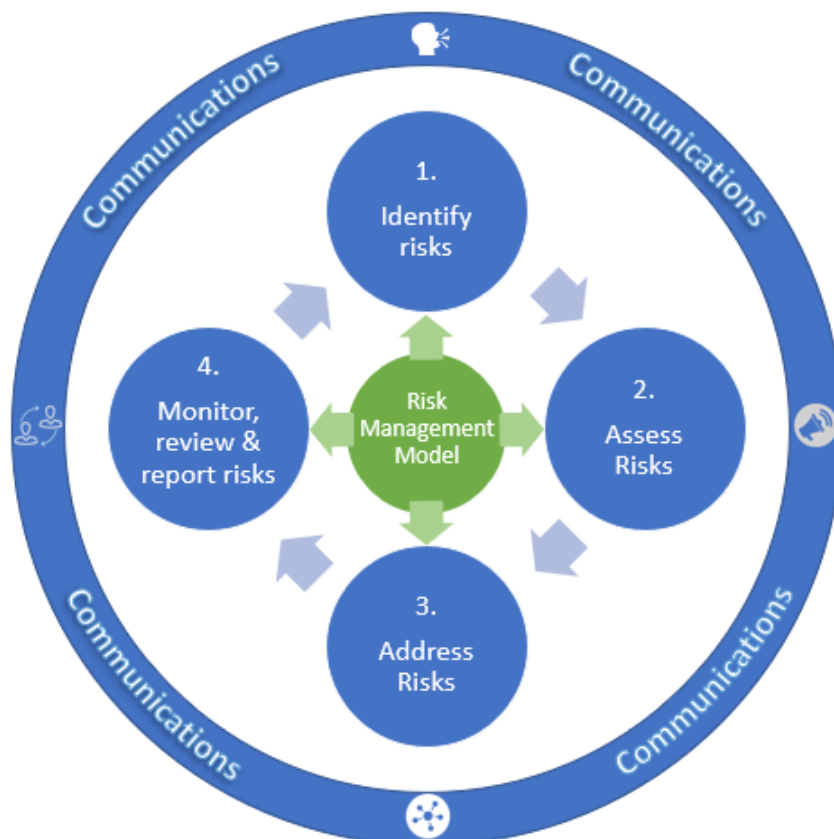 Communications
Communications
1.
Identify
risks
4.
Monitor,
review &
report risks
Risk
Management
Model
2.
Assess
Risks
3.
Address
Risks
Communications
Communications